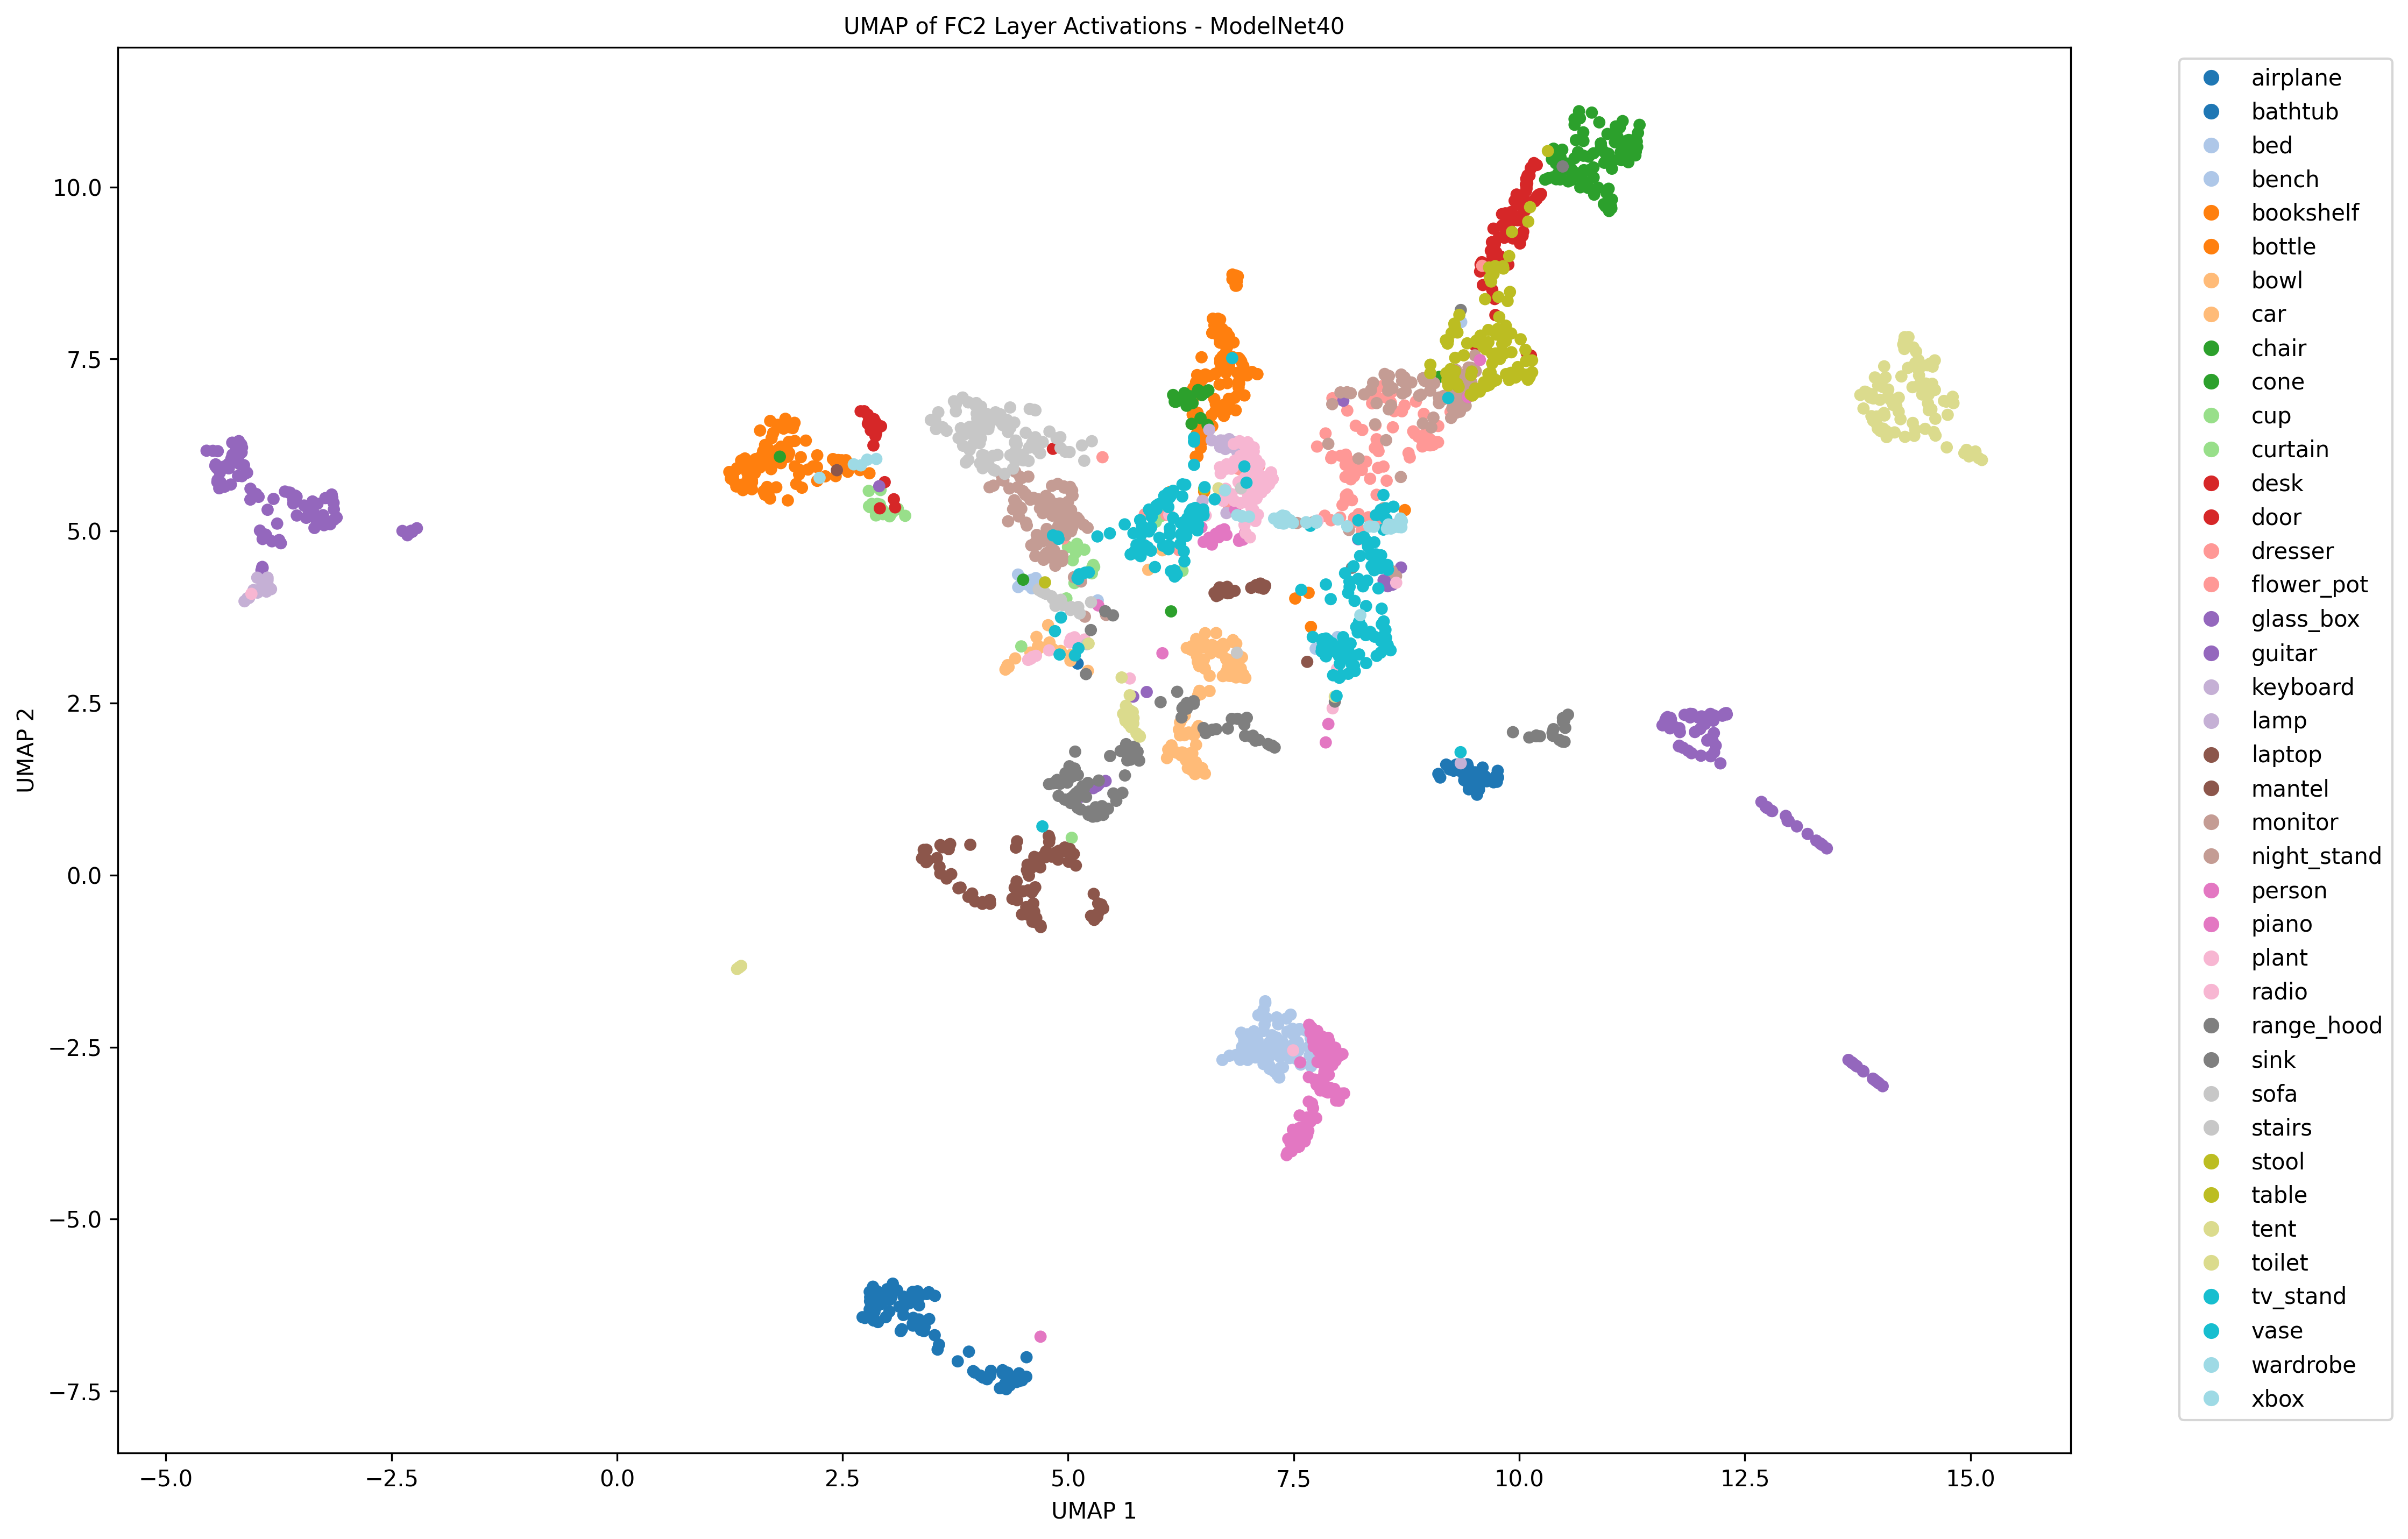 UMAP of FC2 Layer Activations - ModelNet40
10.0
7.5
5.0
2.5
0.0
−2.5
−5.0
−7.5
UMAP 2
−5.0
−2.5
0.0
2.5
5.0
7.5
10.0
12.5
15.0
UMAP 1
airplane
bathtub
bed
bench
bookshelf
bottle
bowl
car
chair
cone
cup
curtain
desk
door
dresser
flower_pot
glass_box
guitar
keyboard
lamp
laptop
mantel
monitor
night_stand
person
piano
plant
radio
range_hood
sink
sofa
stairs
stool
table
tent
toilet
tv_stand
vase
wardrobe
xbox